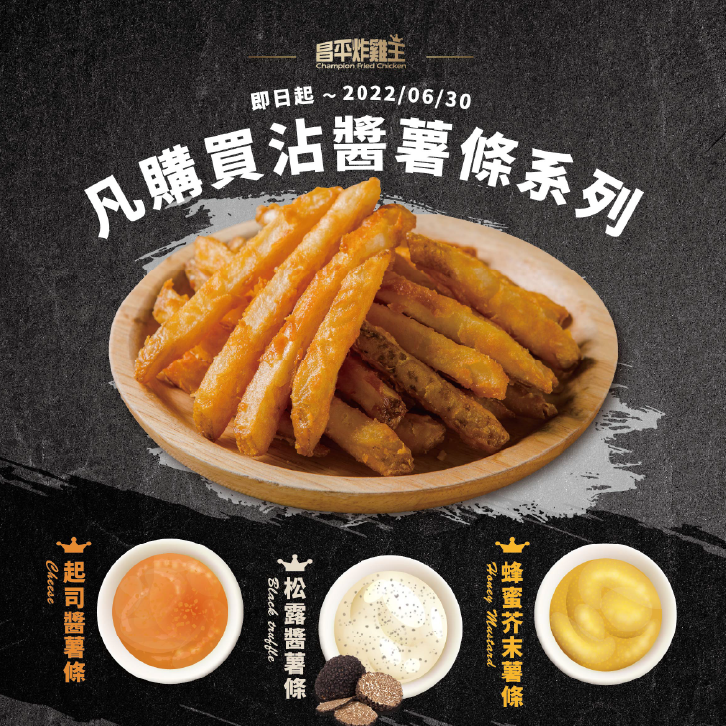 昌平炸雞王
Champion Fried Chicken
即日起 ~ 2022/06/30
凡購買沾醬薯條系列
起司醬薯條
Cheese
松露醬薯條
Black truffle
蜂蜜芥末薯條
Honey Mustard